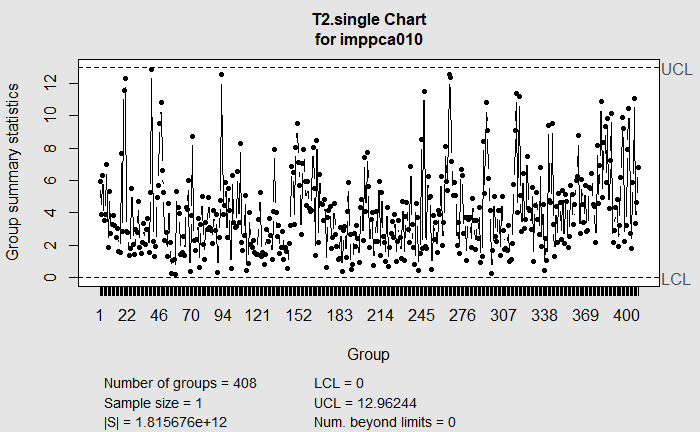 T2.single Chart
for imppca010
Group summary statistics
0 2 4 6 8 10 12
UCL
LCL
1 22 46 70 94 121 152 183 214 245 276 307 338 369 400
Group
Number of groups = 408
LCL = 0
Sample size = 1
UCL = 12.96244
|S| = 1.815676e+12
Num. beyond limits = 0